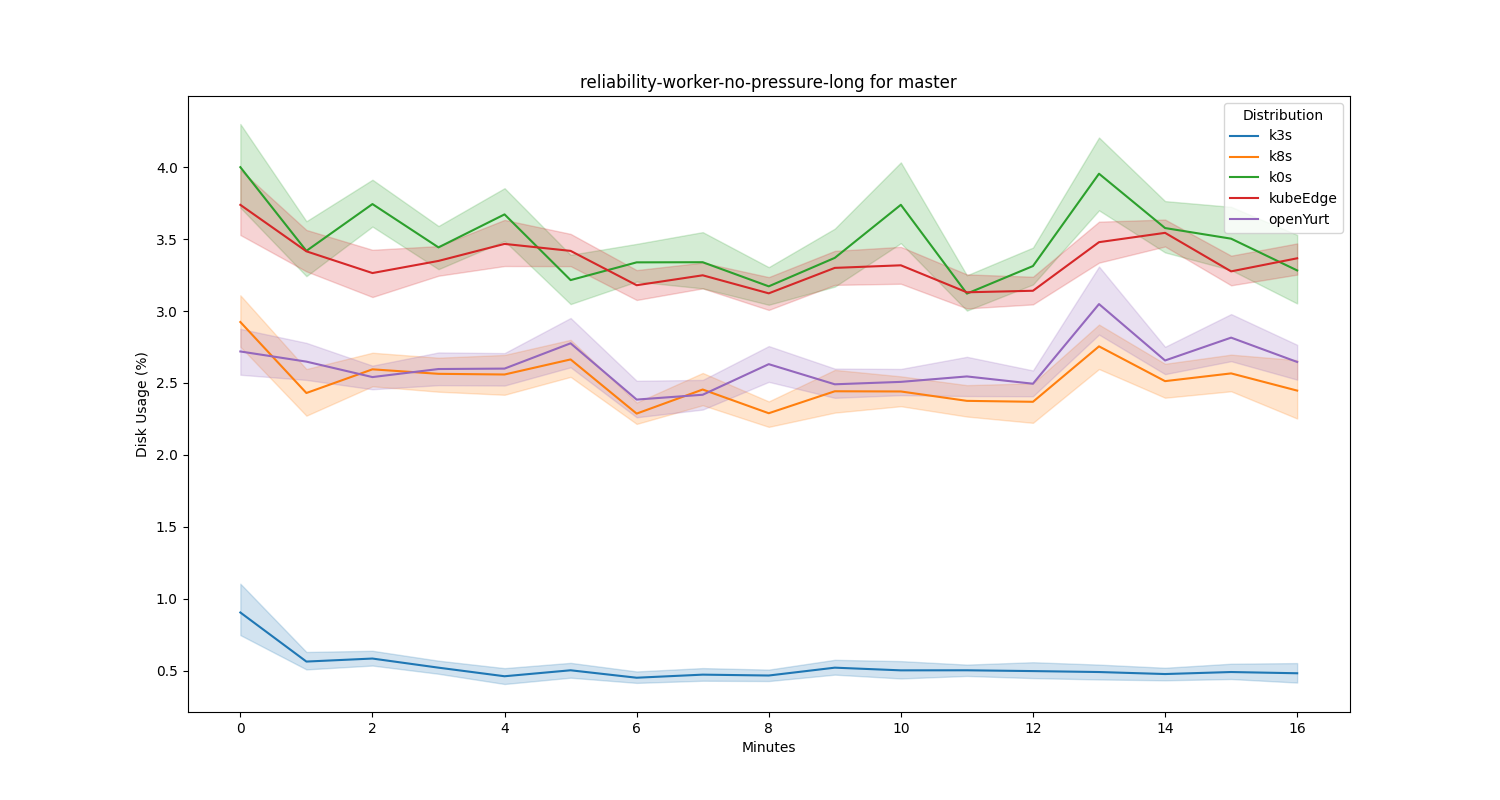 reliability-worker-no-pressure-long for master
Distribution
k3s
k8s
k0s
kubeEdge
openYurt
4.0
3.5
3.0
2.5
2.0
1.5
1.0
0.5
Disk Usage (%)
0 2 4 6 8 10 12 14 16
Minutes